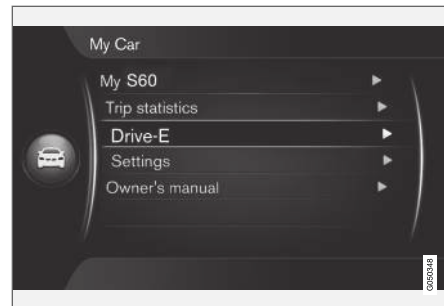 My Car
My S60
Trip statistics
Drive-E
Settings
Owner's manual
G050348